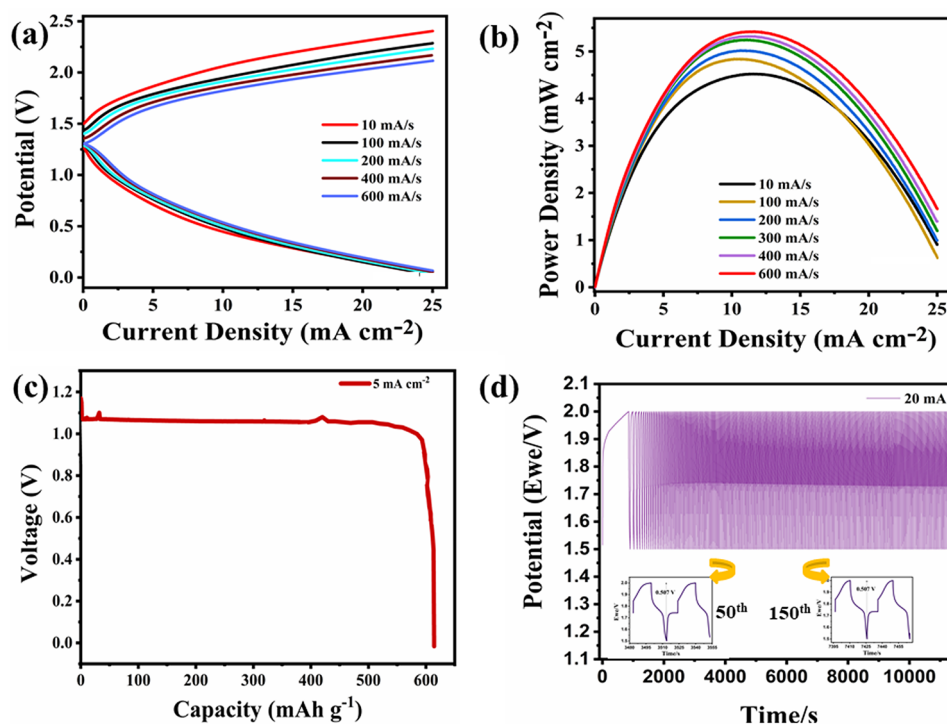 (a)
Potential (V)
2.5
2.0
1.5
1.0
0.5
0.0
10 mA/s
100 mA/s
200 mA/s
400 mA/s
600 mA/s
0 5 10 15 20 25
Current Density (mA cm⁻²)
(b)
Power Density (mW cm⁻²)
5
4
3
2
1
0
10 mA/s
100 mA/s
200 mA/s
300 mA/s
400 mA/s
600 mA/s
0 5 10 15 20 25
Current Density (mA cm⁻²)
(c)
Voltage (V)
1.2
1.0
0.8
0.6
0.4
0.2
0.0
5 mA cm⁻²
0 100 200 300 400 500 600
Capacity (mAh g⁻¹)
(d)
Potential (Ewe/V)
2.1
2.0
1.9
1.8
1.7
1.6
1.5
1.4
1.3
1.2
1.1
20 mA
0.507 V
Ewe/V
Time/s
50ᵗʰ
150ᵗʰ
0.507 V
Ewe/V
Time/s
0 2000 4000 6000 8000 10000
Time/s